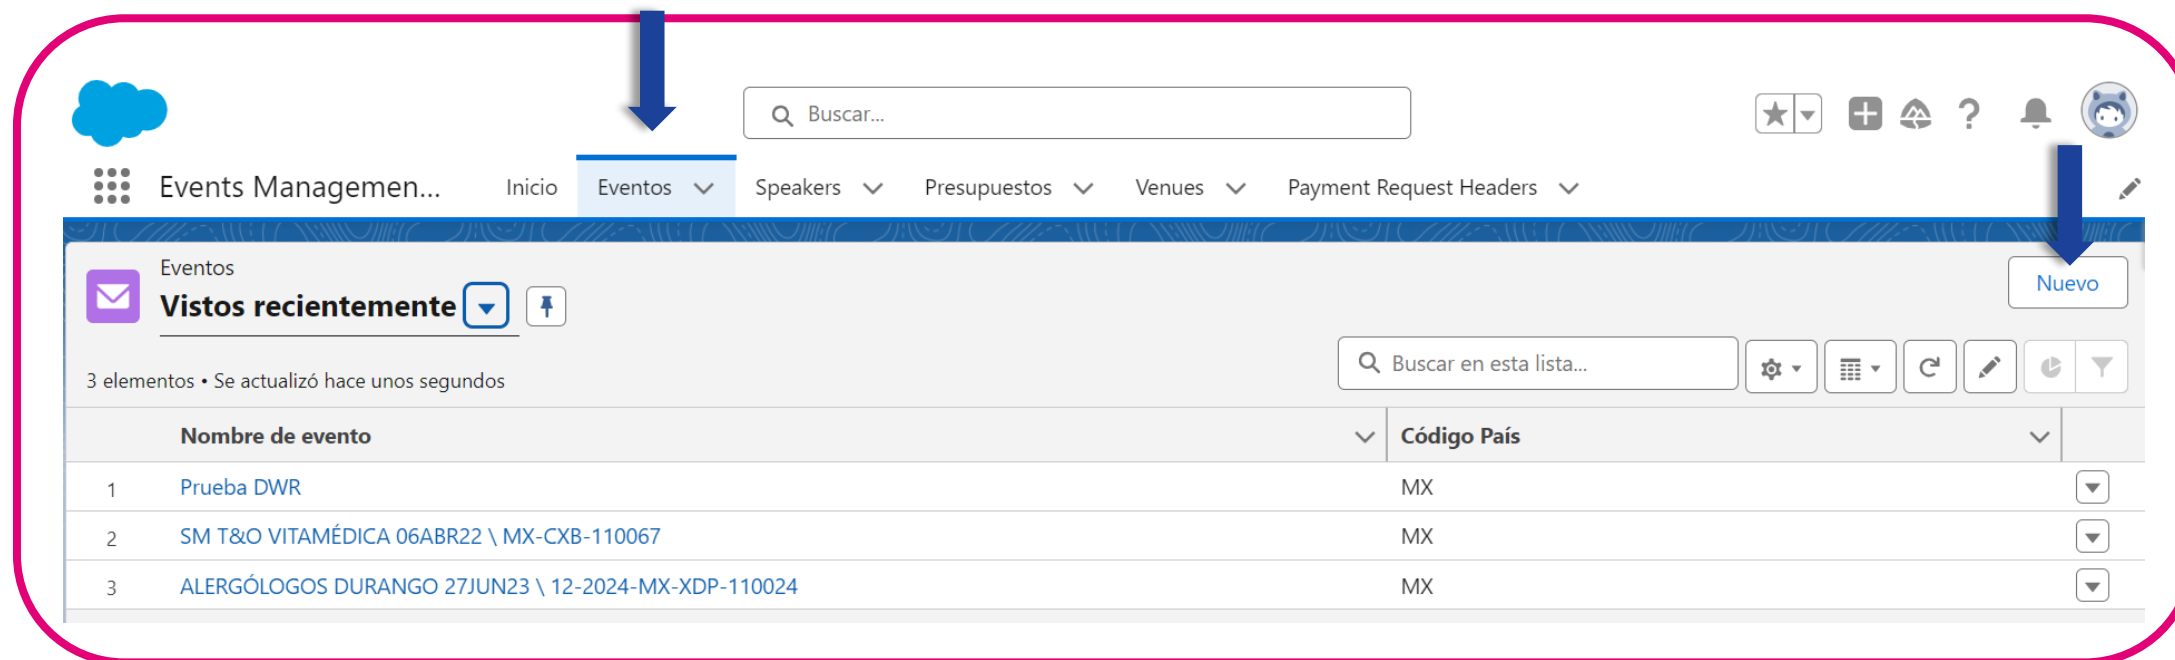 Buscar...
Events Managemen... Inicio Eventos Speakers Presupuestos Venues Payment Request Headers
Eventos
Vistos recientemente
Nuevo
3 elementos • Se actualizó hace unos segundos
Buscar en esta lista...
Nombre de evento Código País
1 Prueba DWR MX
2 SM T&O VITAMÉDICA 06ABR22 \ MX-CXB-110067 MX
3 ALERGÓLOGOS DURANGO 27JUN23 \ 12-2024-MX-XDP-110024 MX